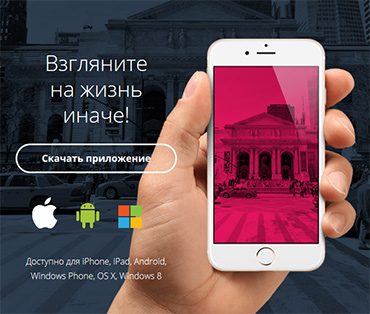 Взгляните
на жизнь
иначе!
Скачать приложение
Доступно для iPhone, iPad, Android,
Windows Phone, OS X, Windows 8